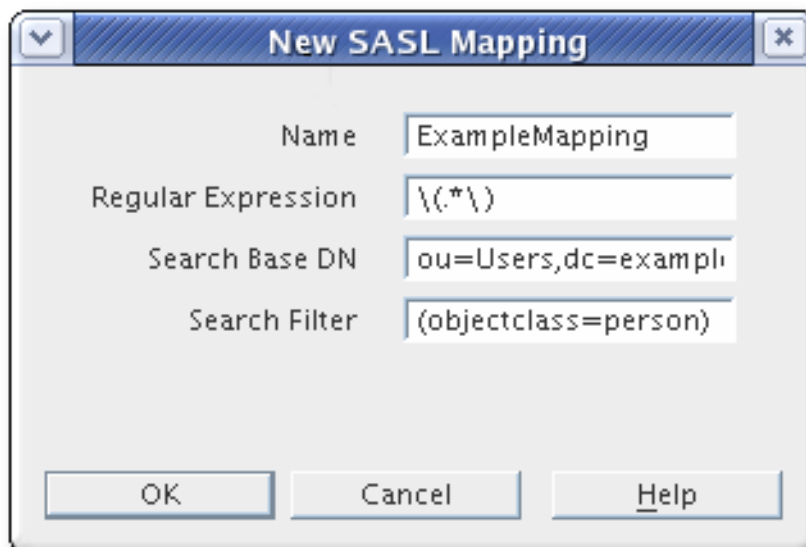 New SASL Mapping
Name ExampleMapping
Regular Expression \(.*\)
Search Base DN ou=Users,dc=example
Search Filter (objectclass=person)
OK Cancel Help